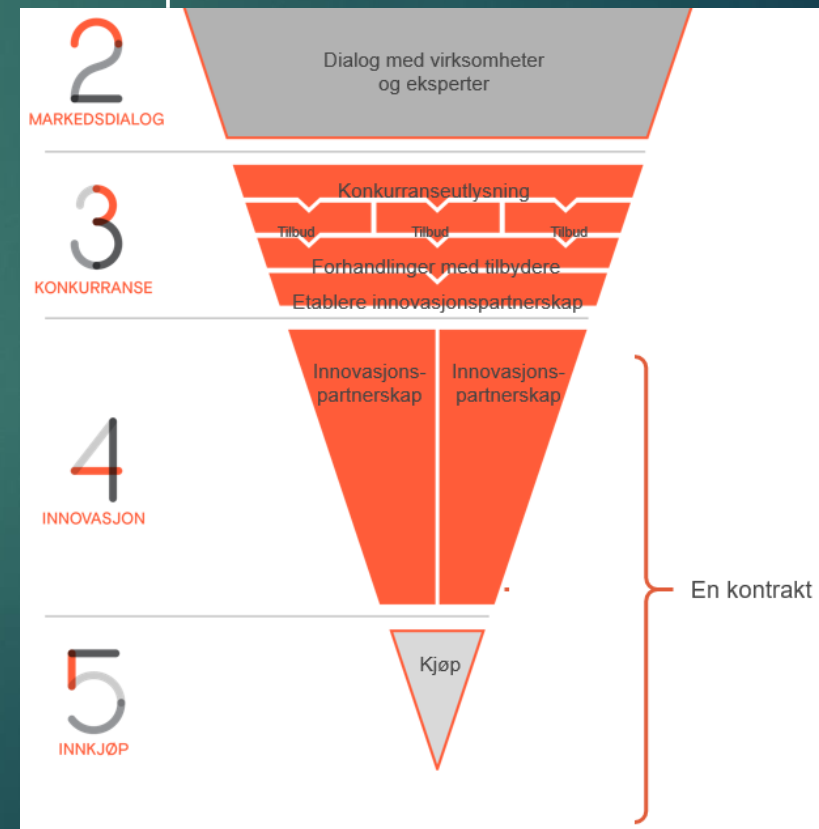 2
MARKEDSDIALOG
Dialog med virksomheter
og eksperter
3
KONKURRANSE
Konkurranseutlysning
Tilbud Tilbud Tilbud
Forhandlinger med tilbydere
Etablere innovasjonspartnerskap
4
INNOVASJON
Innovasjons-
partnerskap
Innovasjons-
partnerskap
En kontrakt
5
INNKJØP
Kjøp